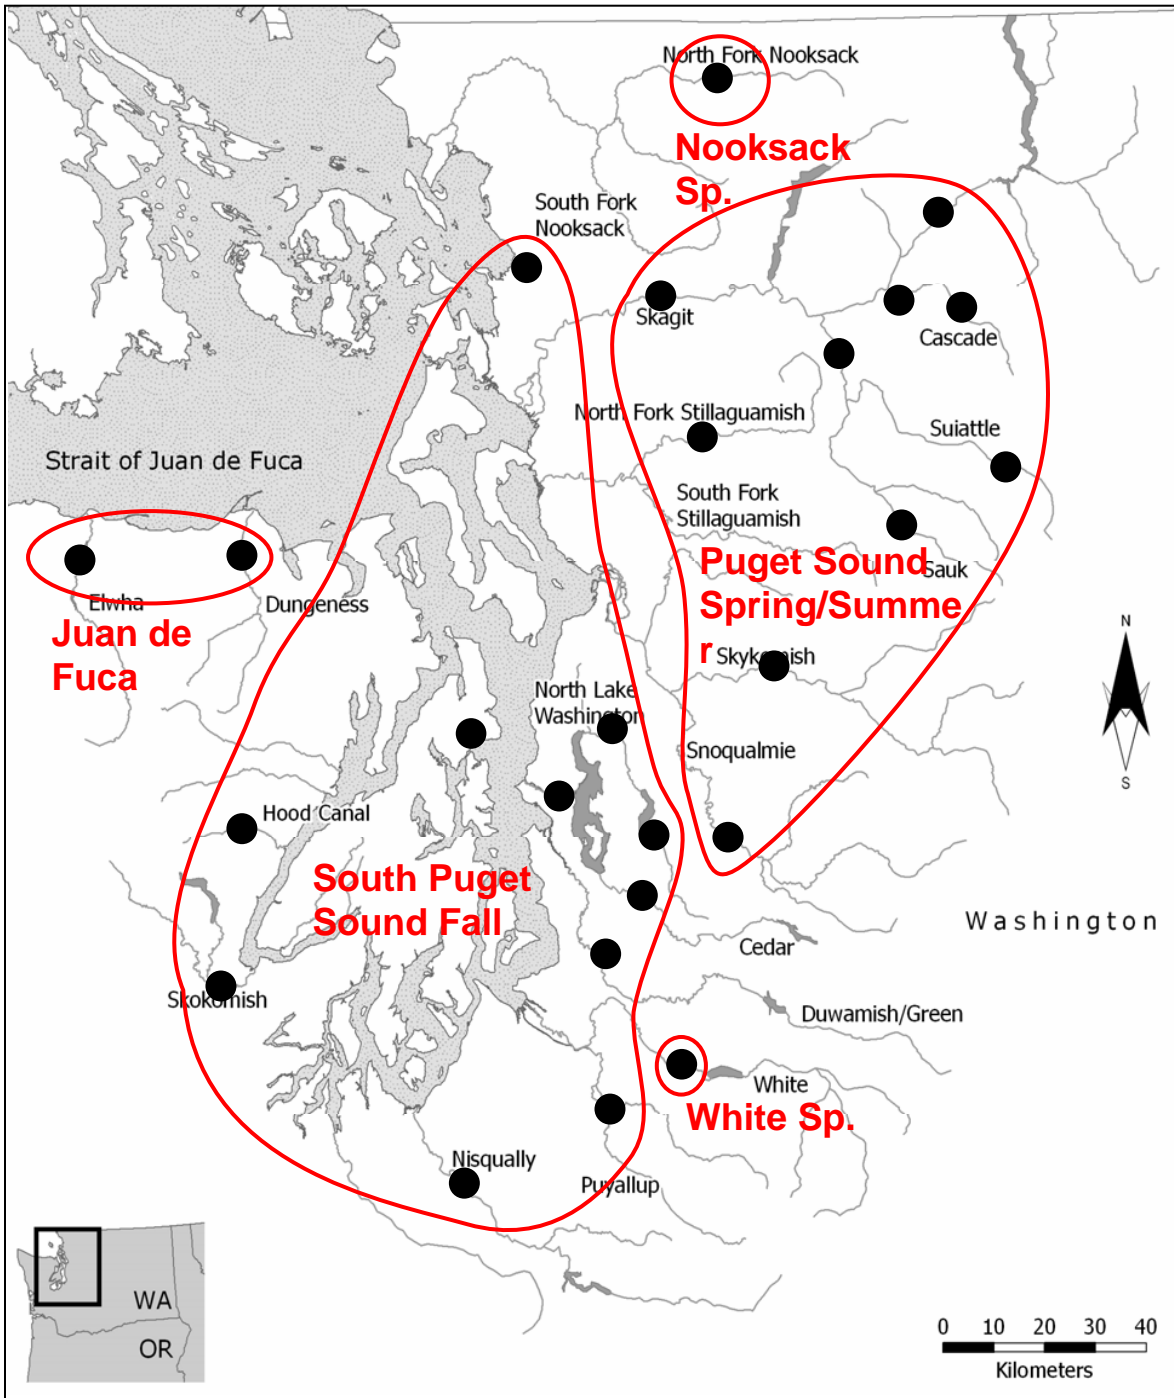 North Fork Nooksack
Nooksack
Sp.
South Fork
Nooksack
Skagit
Cascade
North Fork Stillaguamish
Suiattle
Strait of Juan de Fuca
South Fork
Stillaguamish
Puget Sound
Spring/Summe
r
Sauk
Elwha
Dungeness
Juan de
Fuca
Skykomish
N
S
North Lake
Washington
Snoqualmie
Hood Canal
South Puget
Sound Fall
Washington
Cedar
Skokomish
Duwamish/Green
White
White Sp.
Nisqually
Puyallup
WA
OR
0 10 20 30 40
Kilometers